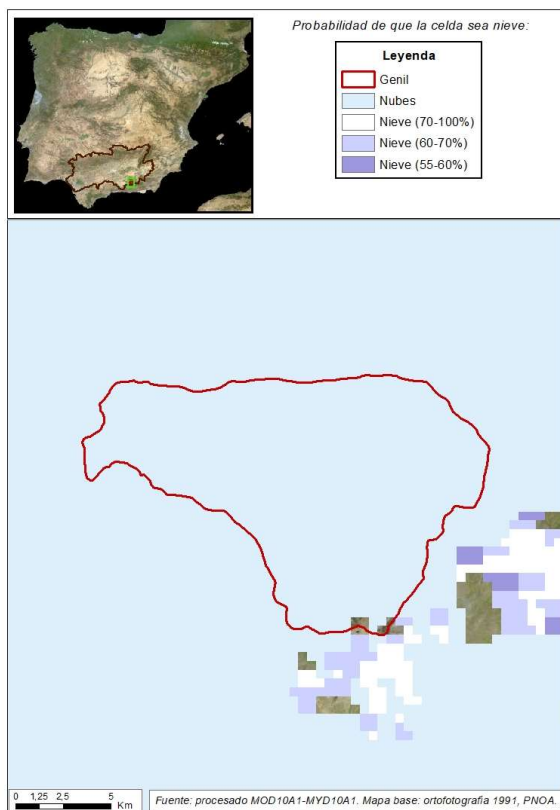 Probabilidad de que la celda sea nieve:
Leyenda
Genil
Nubes
Nieve (70-100%)
Nieve (60-70%)
Nieve (55-60%)
0 1,25 2,5 5
Km
Fuente: procesado MOD10A1-MYD10A1. Mapa base: ortofotografía 1991, PNOA